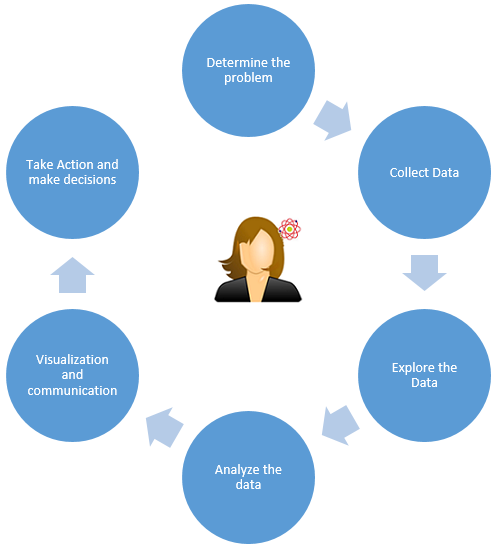 Determine the
problem
Collect Data
Explore the
Data
Analyze the
data
Visualization
and
communication
Take Action and
make decisions